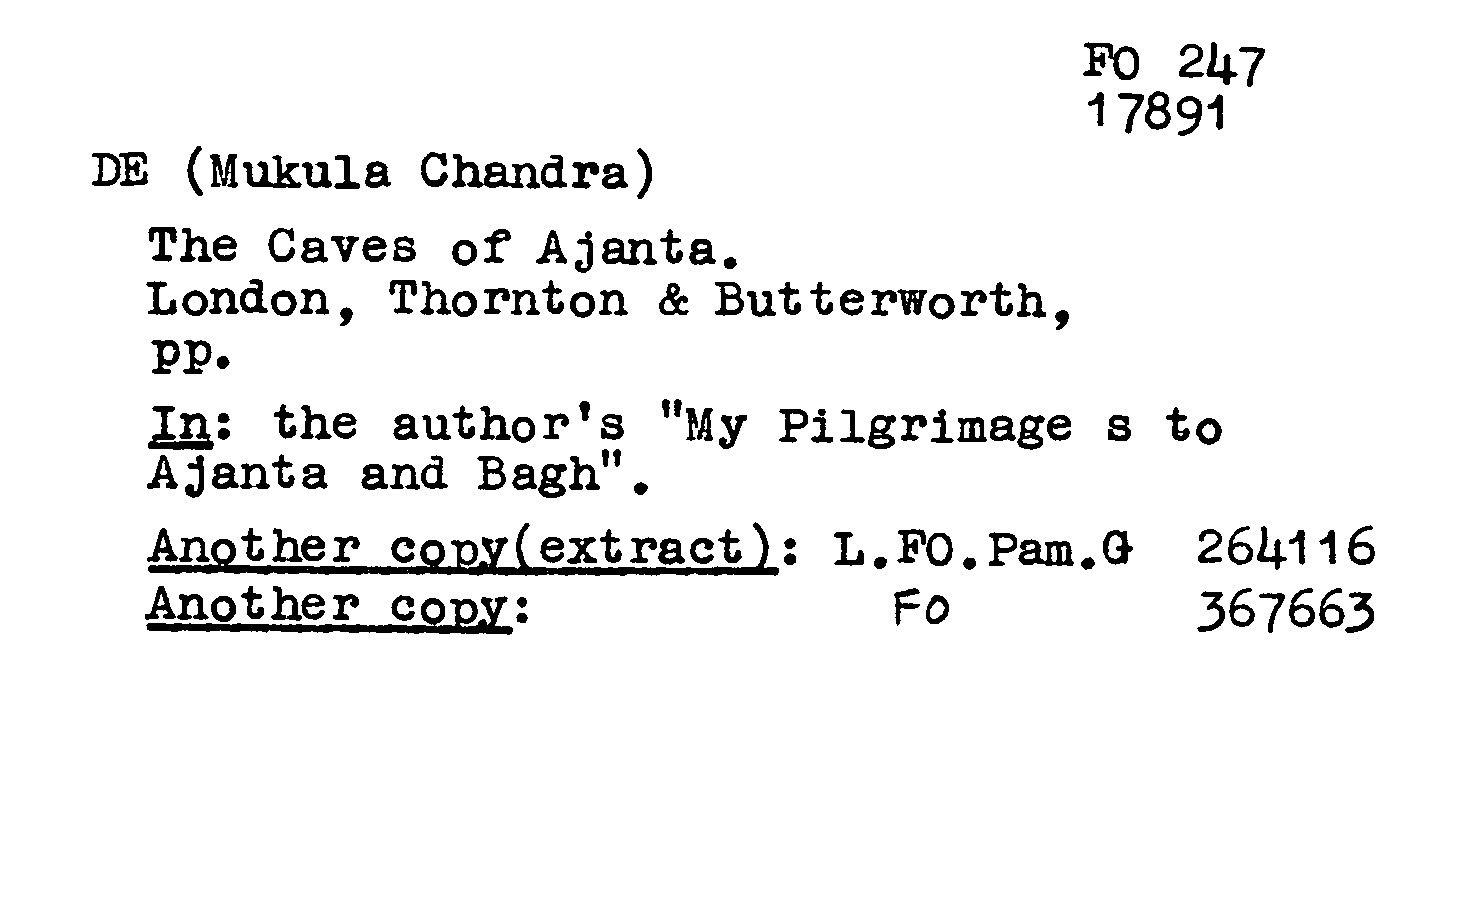 FO 247
17891
DE (Mukula Chandra)
The Caves of Ajanta.
London, Thornton & Butterworth,
pp.
In: the author's "My Pilgrimage s to
Ajanta and Bagh".
Another copy(extract): L.FO.Pam.G 264116
Another copy: FO 367663